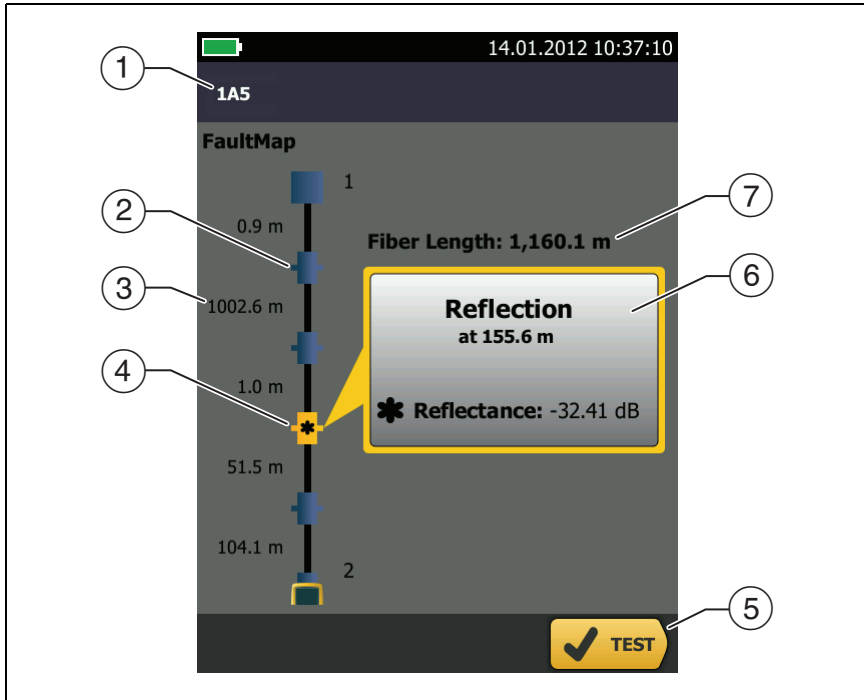 14.01.2012 10:37:10
1
1A5
FaultMap
1
0.9 m
7
2
Fiber Length: 1,160.1 m
6
3
1002.6 m
Reflection
at 155.6 m
4
1.0 m
✱ Reflectance: -32.41 dB
✱
51.5 m
104.1 m
2
5
TEST